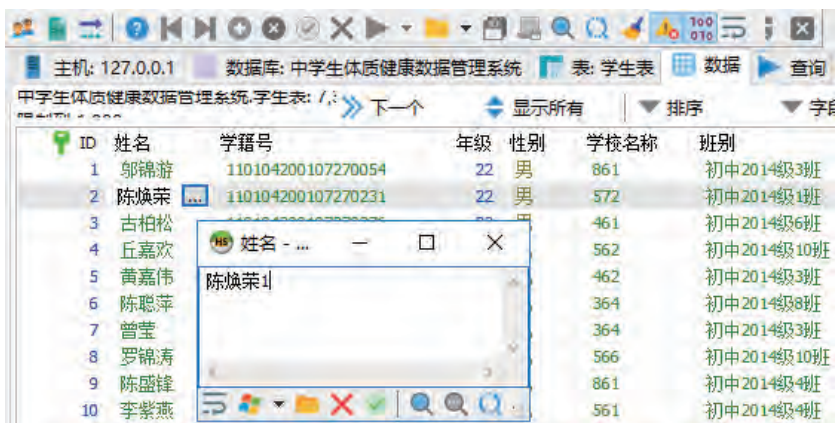 100
010
主机: 127.0.0.1 数据库: 中学生体质健康数据管理系统 表: 学生表 数据 查询
中学生体质健康数据管理系统.学生表: 7, 下一个 显示所有 排序 字段
ID 姓名 学籍号 年级 性别 学校名称 班别
1 邬锦游 110104200107270054 22 男 861 初中2014级3班
2 陈焕荣 ... 110104200107270231 22 男 572 初中2014级1班
3 古柏松 461 初中2014级6班
姓名 - ...
4 丘嘉欢 562 初中2014级10班
5 黄嘉伟 462 初中2014级3班
陈焕荣1
6 陈聪萍 364 初中2014级8班
7 曾莹 364 初中2014级3班
8 罗锦涛 566 初中2014级10班
9 陈盛锋 861 初中2014级4班
10 李紫燕 561 初中2014级4班